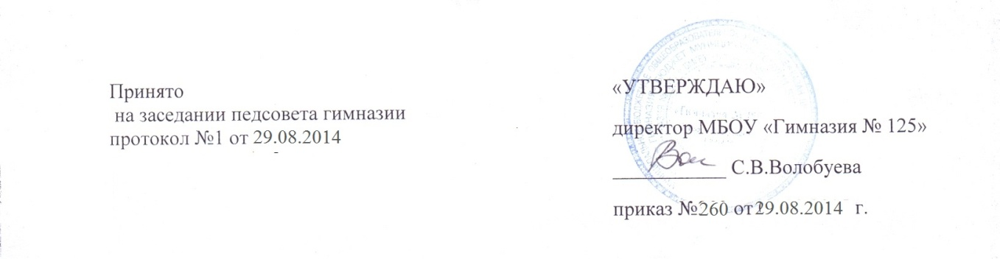 Принято
на заседании педсовета гимназии
протокол №1 от 29.08.2014
«УТВЕРЖДАЮ»
директор МБОУ «Гимназия № 125»
____________ С.В.Волобуева
приказ №260 от 29.08.2014 г.